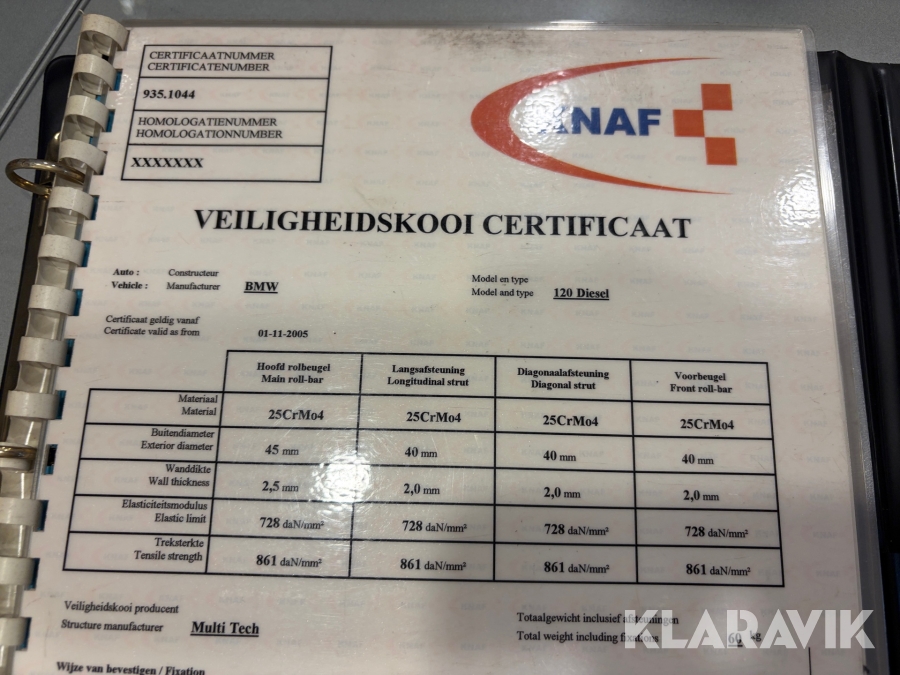 CERTIFICAATNUMMER
CERTIFICATENUMBER
935.1044
HOMOLOGATIENUMMER
HOMOLOGATIONNUMBER
XXXXXXX
KNAF
VEILIGHEIDSKOOI CERTIFICAAT
Auto : Constructeur
Vehicle : Manufacturer BMW
Model en type
Model and type 120 Diesel
Certificaat geldig vanaf
Certificate valid as from 01-11-2005
Hoofd rolbeugel Langsafsteuning Diagonaalafsteuning Voorbeugel
Main roll-bar Longitudinal strut Diagonal strut Front roll-bar
Materiaal
Material 25CrMo4 25CrMo4 25CrMo4 25CrMo4
Buitendiameter
Exterior diameter 45 mm 40 mm 40 mm 40 mm
Wanddikte
Wall thickness 2,5 mm 2,0 mm 2,0 mm 2,0 mm
Elasticiteitsmodulus
Elastic limit 728 daN/mm² 728 daN/mm² 728 daN/mm² 728 daN/mm²
Treksterkte
Tensile strength 861 daN/mm² 861 daN/mm² 861 daN/mm² 861 daN/mm²
Veiligheidskooi producent
Structure manufacturer Multi Tech
Totaalgewicht inclusief afsteuningen
Total weight including fixations 60 kg
Wijze van bevestigen / Fixation
KLARAVIK